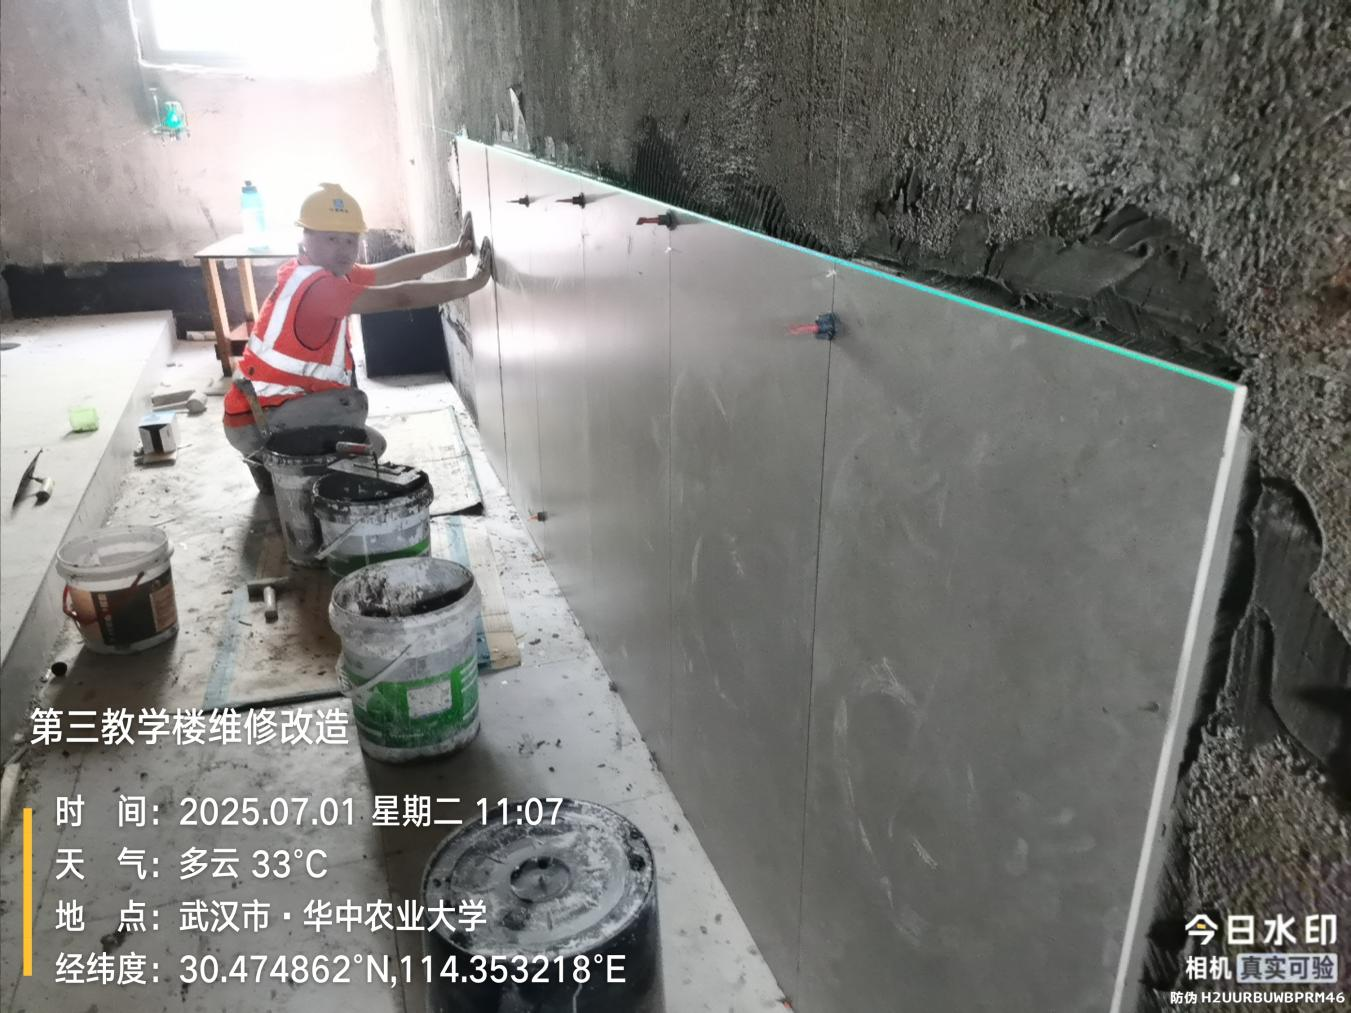 第三教学楼维修改造
时 间：2025.07.01 星期二 11:07
天 气：多云 33°C
地 点：武汉市·华中农业大学
经纬度：30.474862°N,114.353218°E
今日水印
相机 真实可验
防伪 H2UURBUWBPRM46